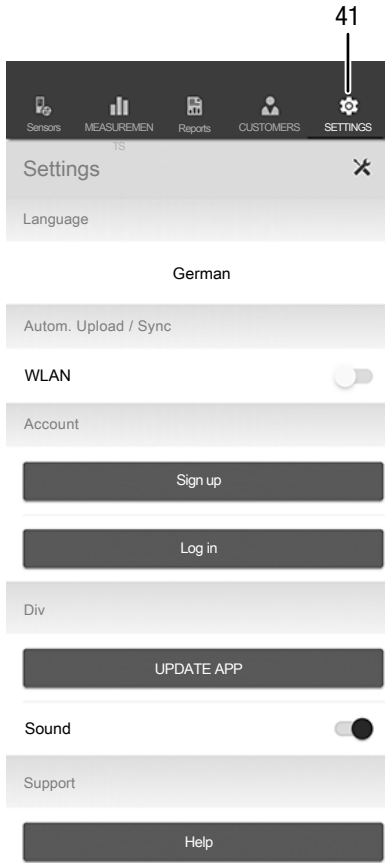 41
Sensors MEASUREMEN Reports CUSTOMERS SETTINGS
TS
Settings
Language
German
Autom. Upload / Sync
WLAN
Account
Sign up
Log in
Div
UPDATE APP
Sound
Support
Help